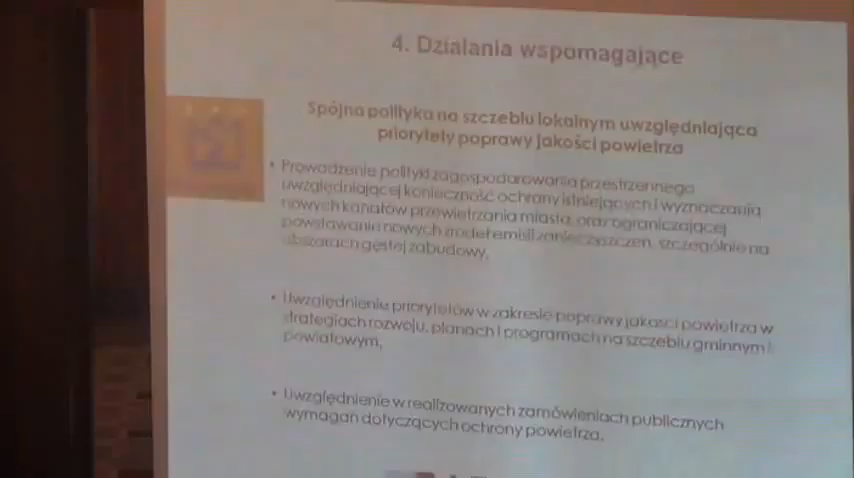 4. Działania wspomagające
Spójna polityka na szczeblu lokalnym uwzględniająca
priorytety poprawy jakości powietrza
• Prowadzenie polityki zagospodarowania przestrzennego
uwzględniającej konieczność ochrony istniejących i wyznaczania
nowych kanałów przewietrzania miasta, oraz ograniczającej
powstawanie nowych źródeł emisji zanieczyszczeń, szczególnie na
obszarach gęstej zabudowy,
• Uwzględnienie priorytetów w zakresie poprawy jakości powietrza w
strategiach rozwoju, planach i programach na szczeblu gminnym i
powiatowym,
• Uwzględnienie w realizowanych zamówieniach publicznych
wymagań dotyczących ochrony powietrza,